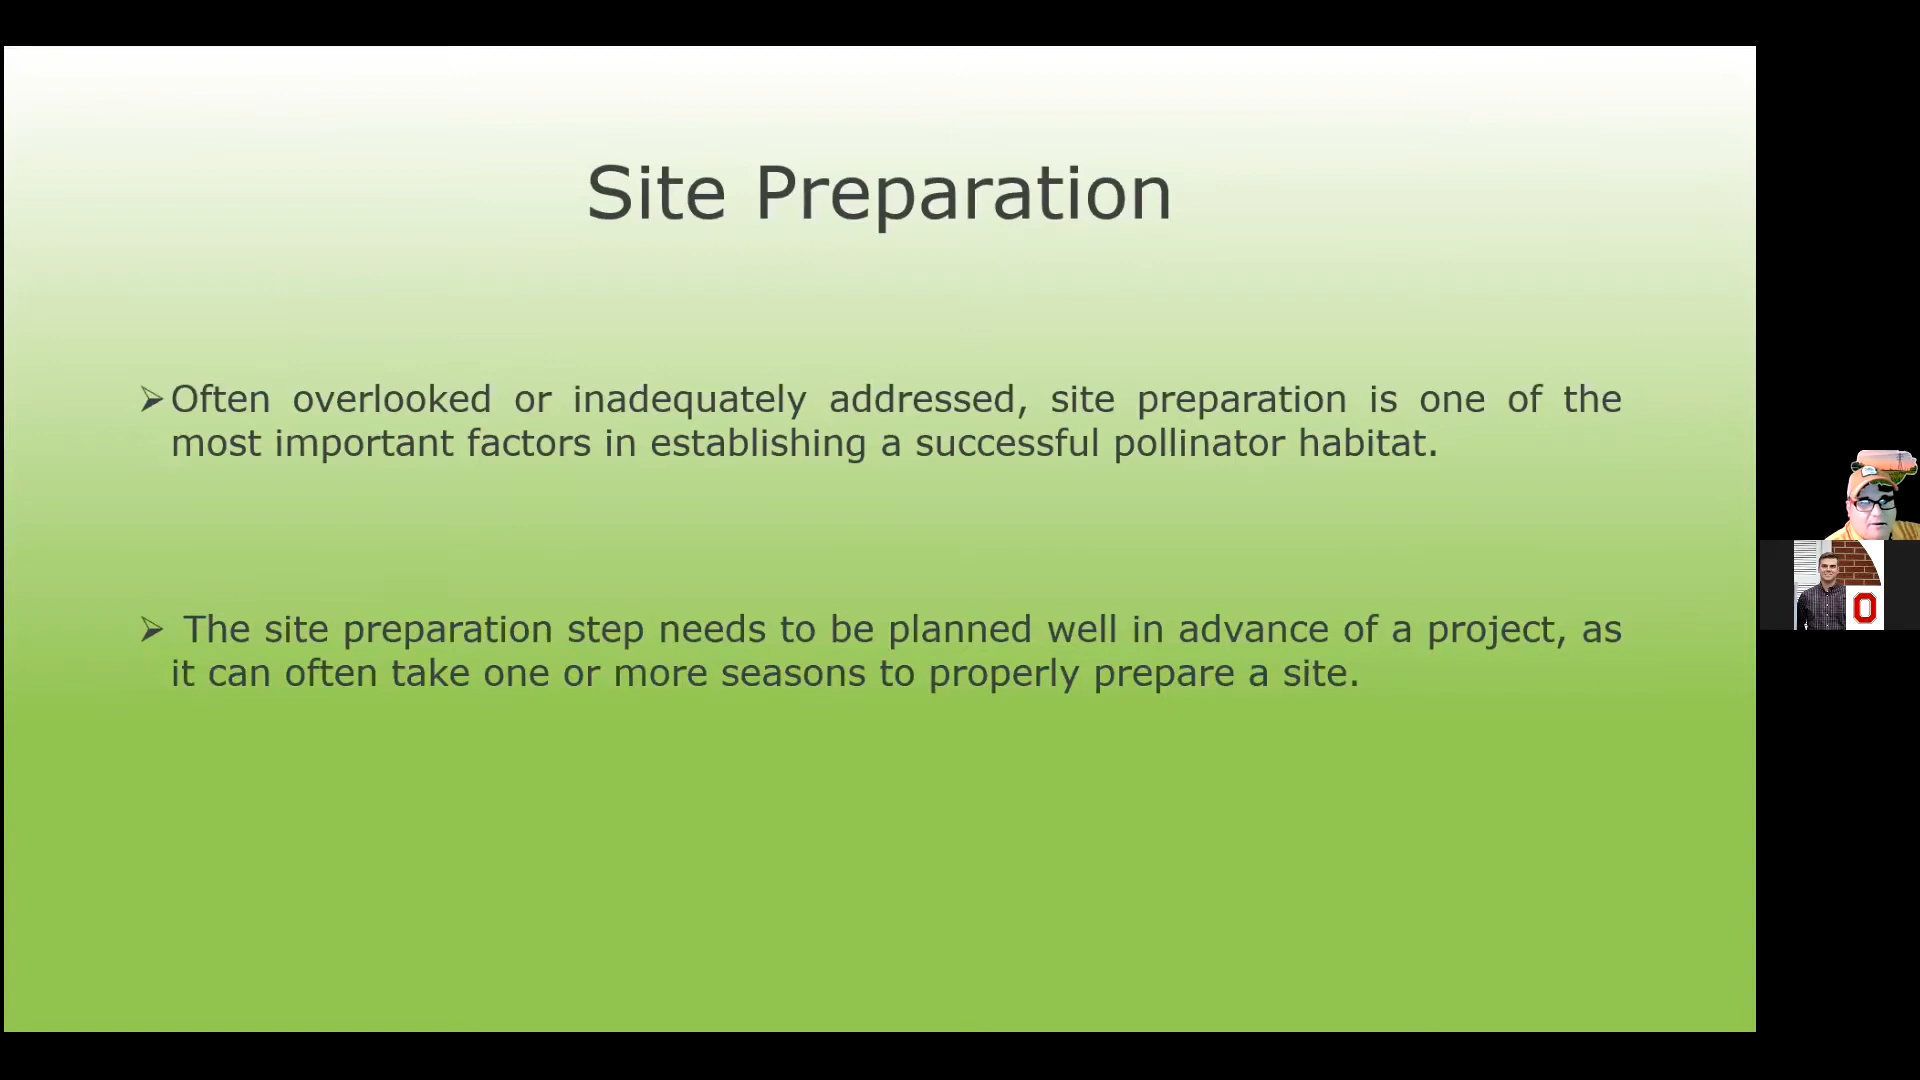 Site Preparation
➢Often overlooked or inadequately addressed, site preparation is one of the
most important factors in establishing a successful pollinator habitat.
➢ The site preparation step needs to be planned well in advance of a project, as
it can often take one or more seasons to properly prepare a site.
O